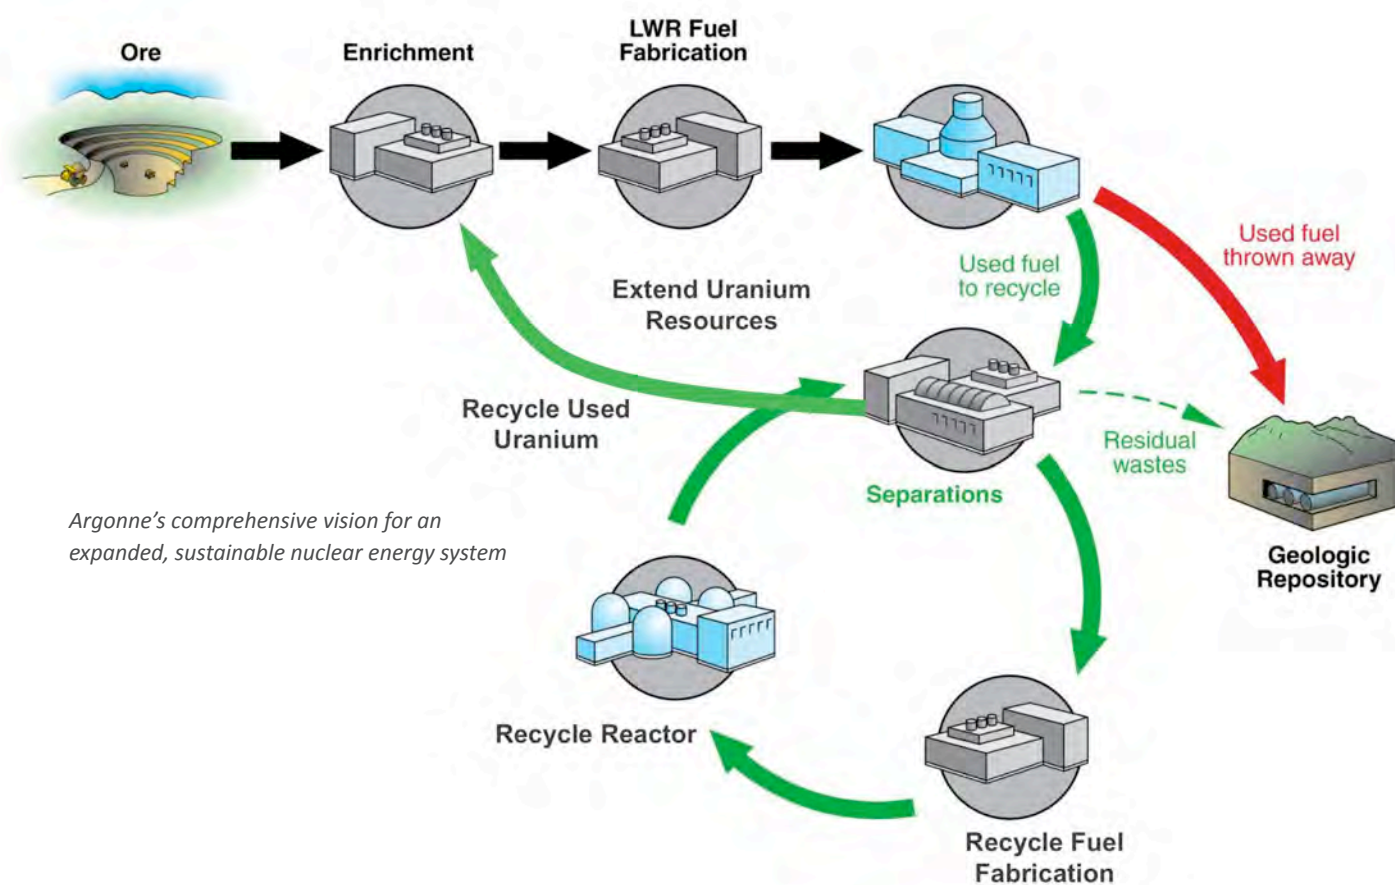 Ore
Enrichment
LWR Fuel
Fabrication
Used fuel
thrown away
Used fuel
to recycle
Extend Uranium
Resources
Recycle Used
Uranium
Residual
wastes
Separations
Argonne’s comprehensive vision for an
expanded, sustainable nuclear energy system
Geologic
Repository
Recycle Reactor
Recycle Fuel
Fabrication